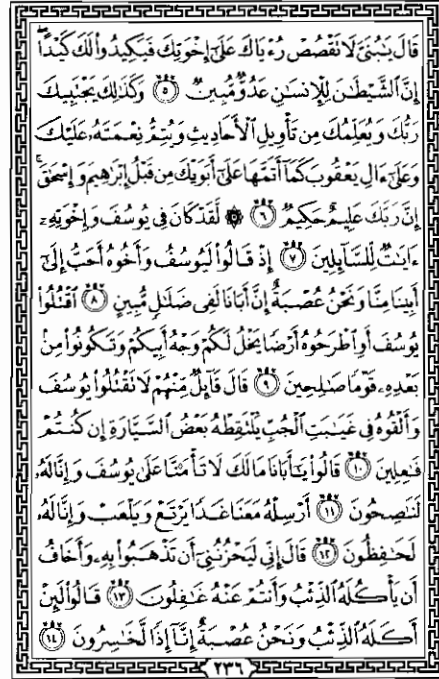 قَالَ يَٰبُنَيَّ لَا تَقْصُصْ رُءْيَاكَ عَلَىٰٓ إِخْوَتِكَ فَيَكِيدُوا۟ لَكَ كَيْدًا ۖ
إِنَّ ٱلشَّيْطَٰنَ لِلْإِنسَٰنِ عَدُوٌّ مُّبِينٌ ۝٥ وَكَذَٰلِكَ يَجْتَبِيكَ
رَبُّكَ وَيُعَلِّمُكَ مِن تَأْوِيلِ ٱلْأَحَادِيثِ وَيُتِمُّ نِعْمَتَهُۥ عَلَيْكَ
وَعَلَىٰٓ ءَالِ يَعْقُوبَ كَمَآ أَتَمَّهَا عَلَىٰٓ أَبَوَيْكَ مِن قَبْلُ إِبْرَٰهِيمَ وَإِسْحَٰقَ ۚ
إِنَّ رَبَّكَ عَلِيمٌ حَكِيمٌ ۝٦ ۞ لَّقَدْ كَانَ فِى يُوسُفَ وَإِخْوَتِهِۦٓ
ءَايَٰتٌ لِّلسَّآئِلِينَ ۝٧ إِذْ قَالُوا۟ لَيُوسُفُ وَأَخُوهُ أَحَبُّ إِلَىٰٓ
أَبِينَا مِنَّا وَنَحْنُ عُصْبَةٌ إِنَّ أَبَانَا لَفِى ضَلَٰلٍ مُّبِينٍ ۝٨ ٱقْتُلُوا۟
يُوسُفَ أَوِ ٱطْرَحُوهُ أَرْضًا يَخْلُ لَكُمْ وَجْهُ أَبِيكُمْ وَتَكُونُوا۟ مِنۢ
بَعْدِهِۦ قَوْمًا صَٰلِحِينَ ۝٩ قَالَ قَآئِلٌ مِّنْهُمْ لَا تَقْتُلُوا۟ يُوسُفَ
وَأَلْقُوهُ فِى غَيَٰبَتِ ٱلْجُبِّ يَلْتَقِطْهُ بَعْضُ ٱلسَّيَّارَةِ إِن كُنتُمْ
فَٰعِلِينَ ۝١٠ قَالُوا۟ يَٰٓأَبَانَا مَا لَكَ لَا تَأْمَ۫نَّا عَلَىٰ يُوسُفَ وَإِنَّا لَهُۥ
لَنَٰصِحُونَ ۝١١ أَرْسِلْهُ مَعَنَا غَدًا يَرْتَعْ وَيَلْعَبْ وَإِنَّا لَهُۥ
لَحَٰفِظُونَ ۝١٢ قَالَ إِنِّى لَيَحْزُنُنِىٓ أَن تَذْهَبُوا۟ بِهِۦ وَأَخَافُ
أَن يَأْكُلَهُ ٱلذِّئْبُ وَأَنتُمْ عَنْهُ غَٰفِلُونَ ۝١٣ قَالُوا۟ لَئِنْ
أَكَلَهُ ٱلذِّئْبُ وَنَحْنُ عُصْبَةٌ إِنَّآ إِذًا لَّخَٰسِرُونَ ۝١٤
٢٣٦